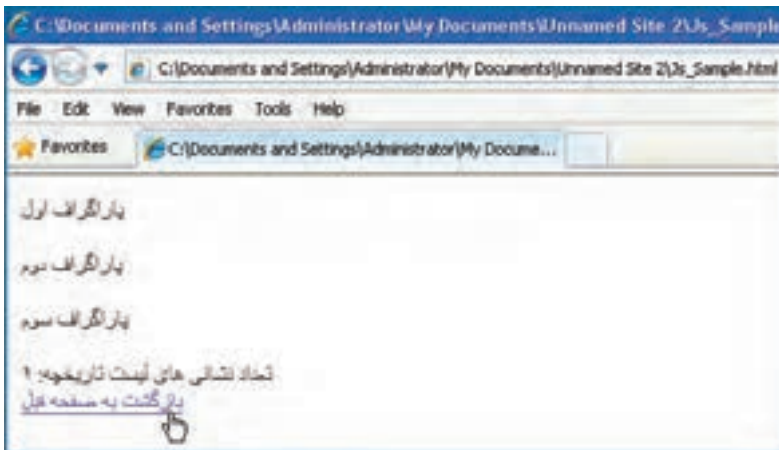 C:\Documents and Settings\Administrator\My Documents\Unnamed Site 2\Js_Sample
C:\Documents and Settings\Administrator\My Documents\Unnamed Site 2\Js_Sample.html
File Edit View Favorites Tools Help
Favorites C:\Documents and Settings\Administrator\My Docume...
پاراگراف اول
پاراگراف دوم
پاراگراف سوم
تعداد نشانی های لیست تاریخچه: ۱
بازگشت به صفحه قبل